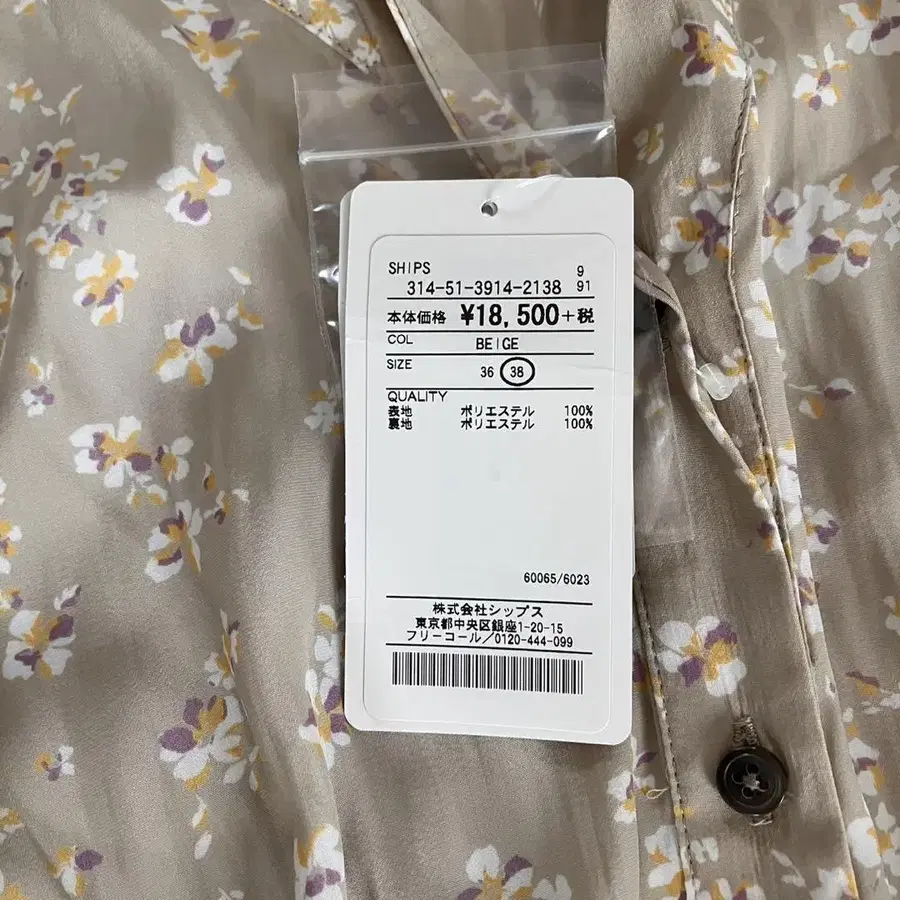 SHIPS 9
314-51-3914-2138 91
本体価格 ¥18,500+税
COL BEIGE
SIZE 36 38
QUALITY
表地 ポリエステル 100%
裏地 ポリエステル 100%
60065/6023
株式会社シップス
東京都中央区銀座1-20-15
フリーコール/0120-444-099